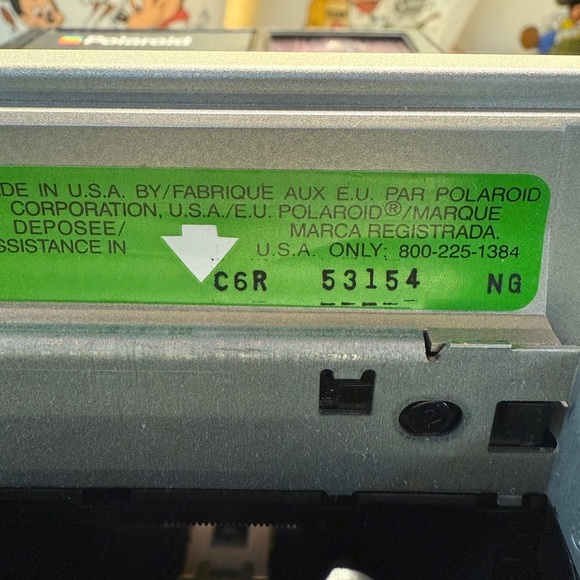 Polaroid
DE IN U.S.A. BY/FABRIQUE AUX E.U. PAR POLAROID
CORPORATION, U.S.A./E.U. POLAROID®/MARQUE
DEPOSEE/ MARCA REGISTRADA.
SSISTANCE IN U.S.A. ONLY: 800-225-1384
C6R 53154 NG